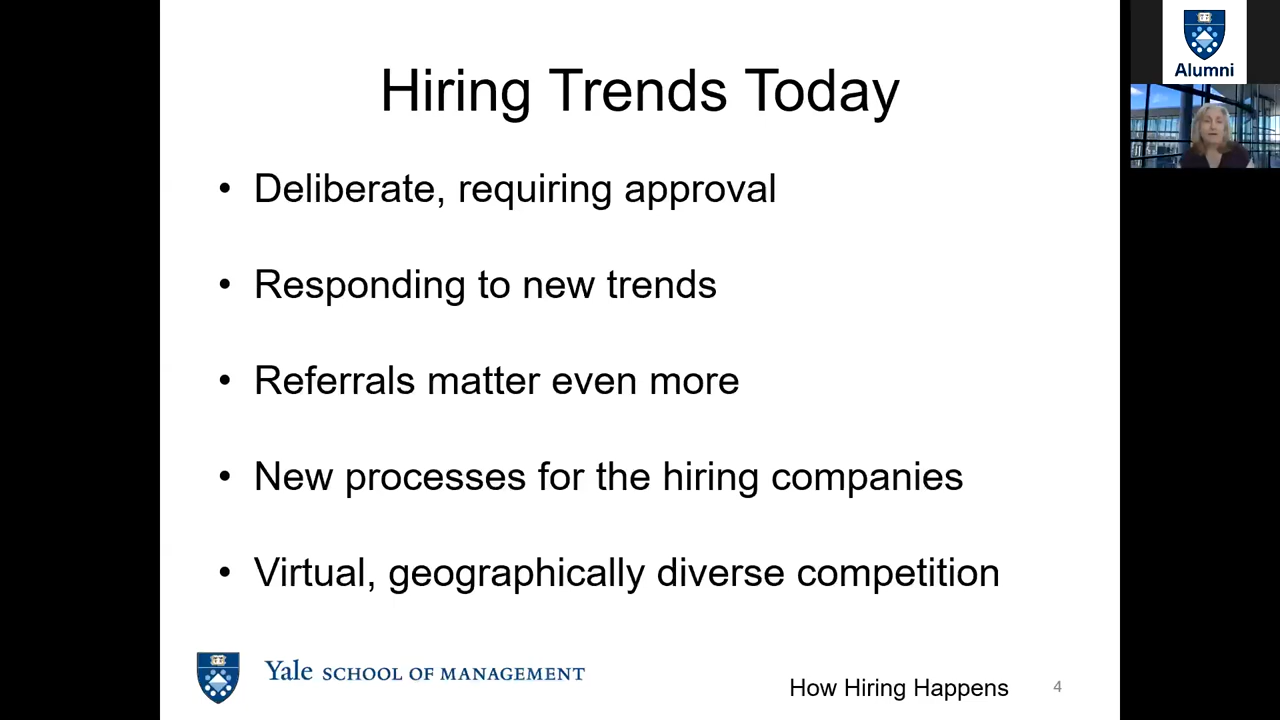 Hiring Trends Today
• Deliberate, requiring approval
• Responding to new trends
• Referrals matter even more
• New processes for the hiring companies
• Virtual, geographically diverse competition
Yale SCHOOL OF MANAGEMENT
How Hiring Happens
4
Alumni